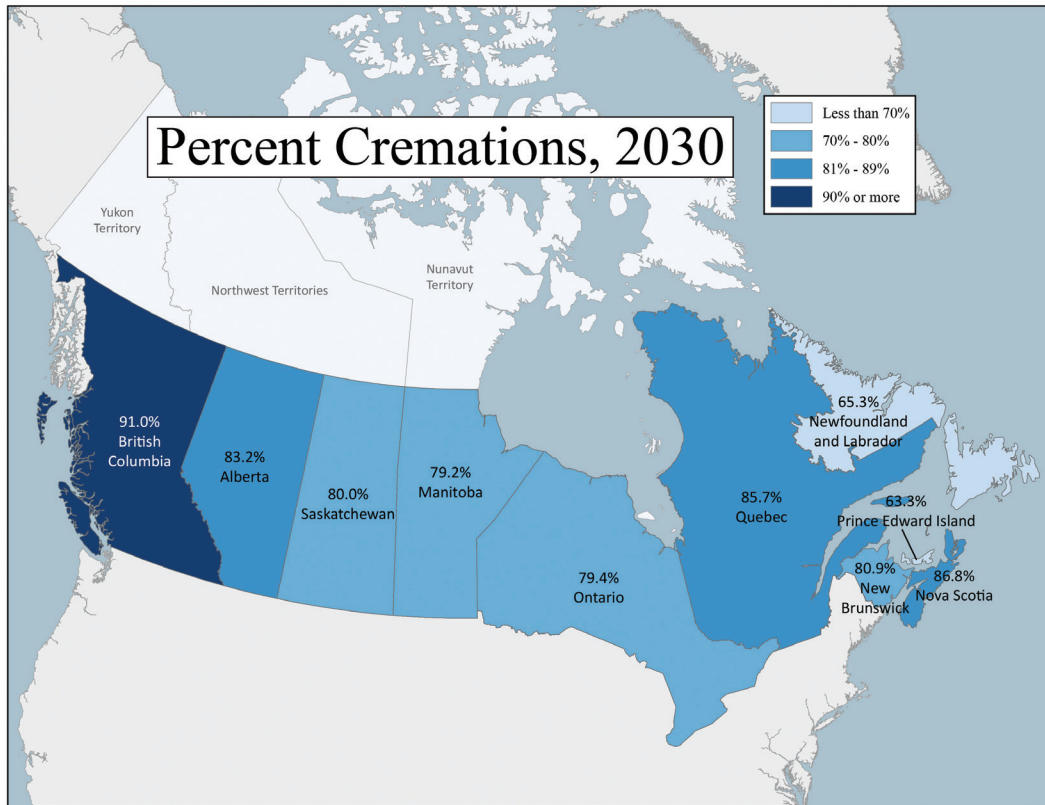 Percent Cremations, 2030
Less than 70%
70% - 80%
81% - 89%
90% or more
Yukon
Territory
Northwest Territories
Nunavut
Territory
91.0%
British
Columbia
83.2%
Alberta
80.0%
Saskatchewan
79.2%
Manitoba
79.4%
Ontario
85.7%
Quebec
65.3%
Newfoundland
and Labrador
63.3%
Prince Edward Island
80.9%
New
Brunswick
86.8%
Nova Scotia